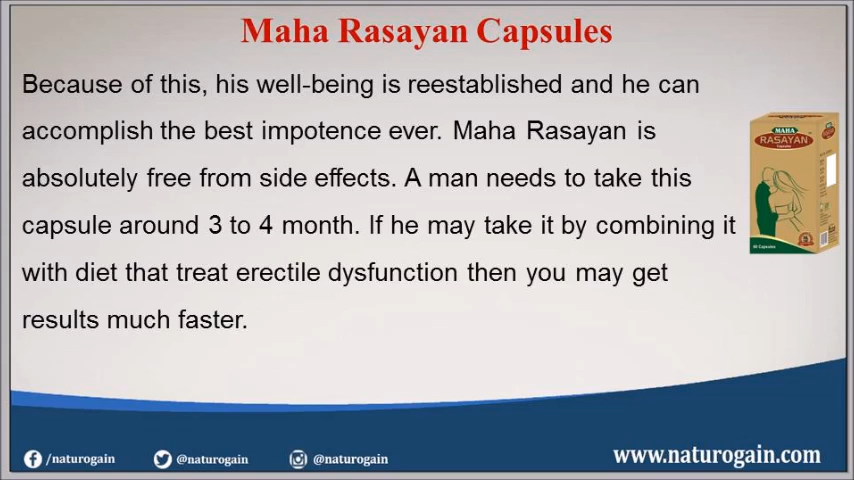 Maha Rasayan Capsules
Because of this, his well-being is reestablished and he can
accomplish the best impotence ever. Maha Rasayan is
absolutely free from side effects. A man needs to take this
capsule around 3 to 4 month. If he may take it by combining it
with diet that treat erectile dysfunction then you may get
results much faster.
MAHA
RASAYAN
Capsules
/naturogain
@naturogain
@naturogain
www.naturogain.com